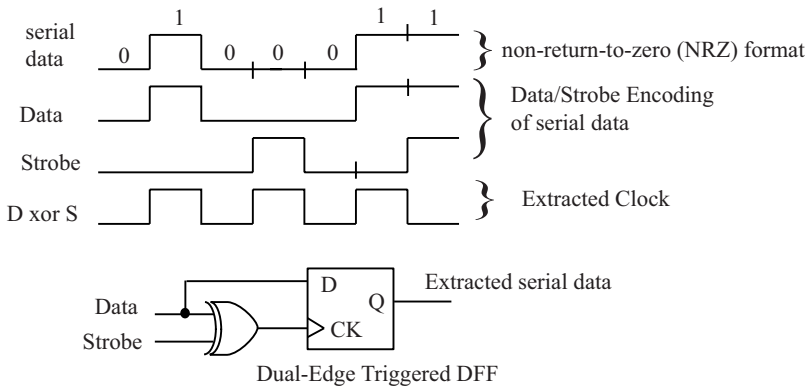 serial
data
0 1 0 0 0 1 1
non-return-to-zero (NRZ) format
Data
Data/Strobe Encoding
of serial data
Strobe
D xor S
Extracted Clock
Data
Strobe
D
Q
CK
Extracted serial data
Dual-Edge Triggered DFF